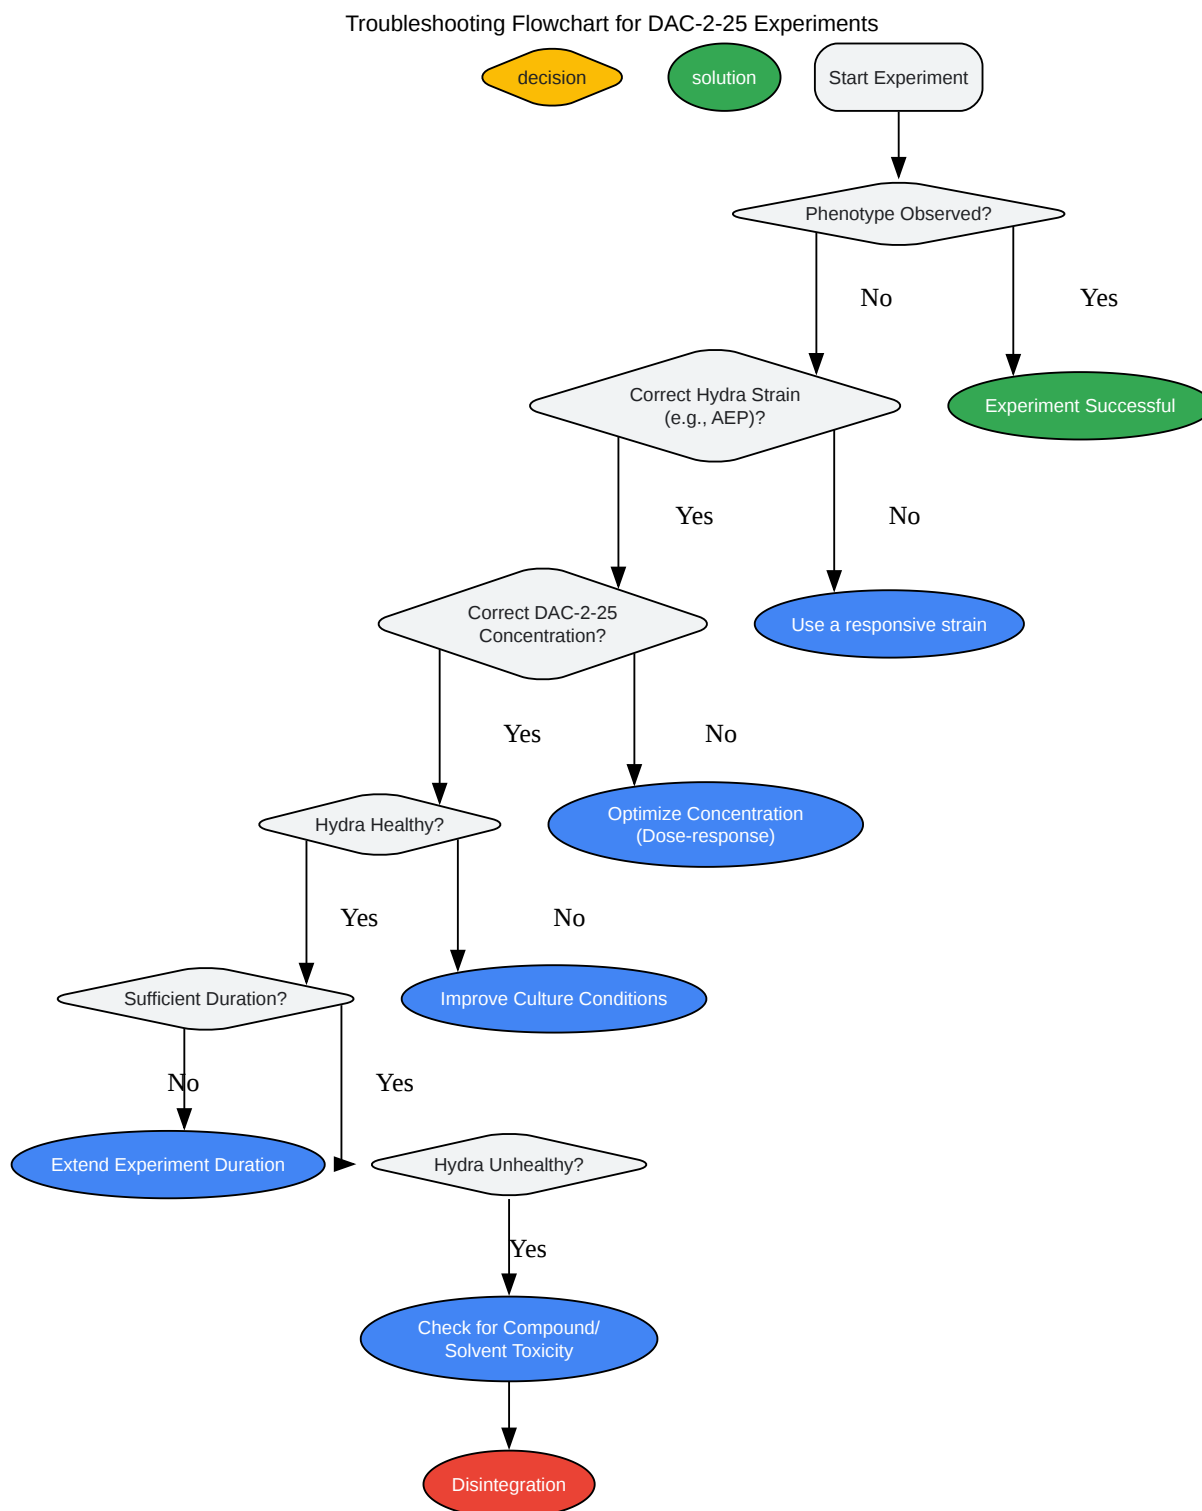 Troubleshooting Flowchart for DAC-2-25 Experiments
decision
solution
Start Experiment
Phenotype Observed?
No
Yes
Correct Hydra Strain
(e.g., AEP)?
Experiment Successful
Yes
No
Correct DAC-2-25
Concentration?
Use a responsive strain
Yes
No
Hydra Healthy?
Optimize Concentration
(Dose-response)
Yes
No
Sufficient Duration?
Improve Culture Conditions
No
Yes
Extend Experiment Duration
Hydra Unhealthy?
Yes
Check for Compound/
Solvent Toxicity
Disintegration